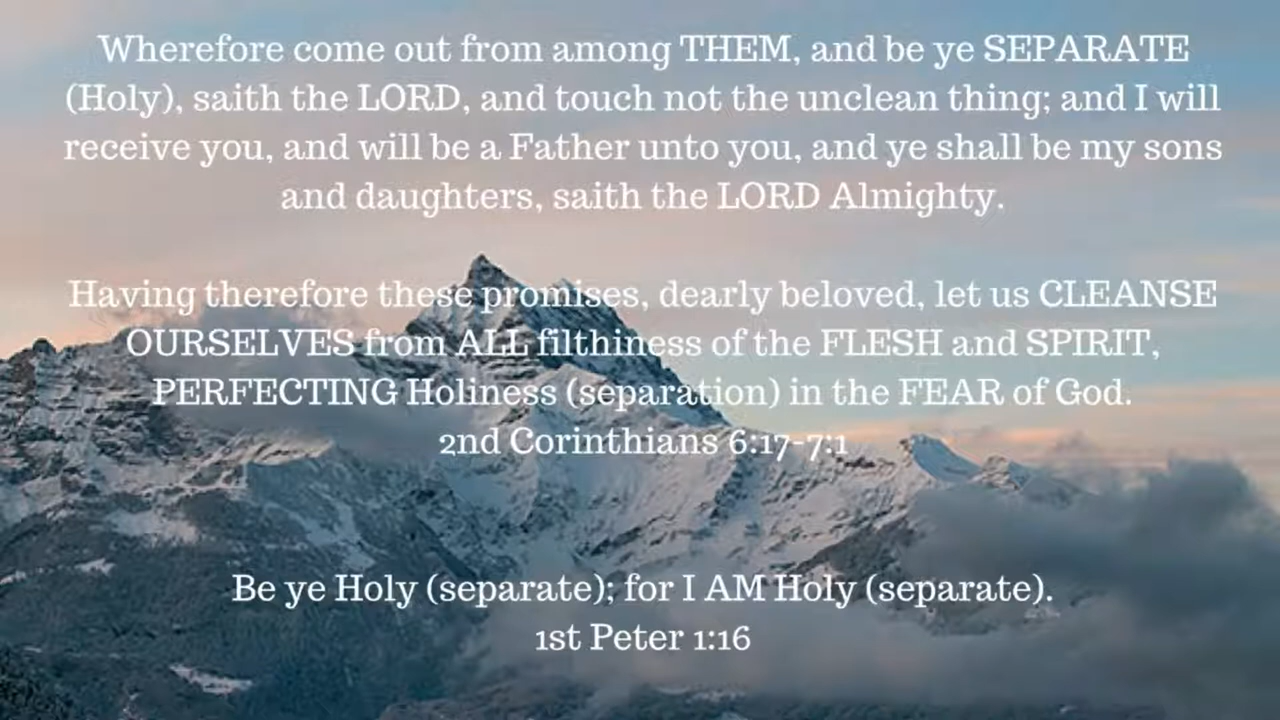 Wherefore come out from among THEM, and be ye SEPARATE
(Holy), saith the LORD, and touch not the unclean thing; and I will
receive you, and will be a Father unto you, and ye shall be my sons
and daughters, saith the LORD Almighty.
Having therefore these promises, dearly beloved, let us CLEANSE
OURSELVES from ALL filthiness of the FLESH and SPIRIT,
PERFECTING Holiness (separation) in the FEAR of God.
2nd Corinthians 6:17-7:1
Be ye Holy (separate); for I AM Holy (separate).
1st Peter 1:16